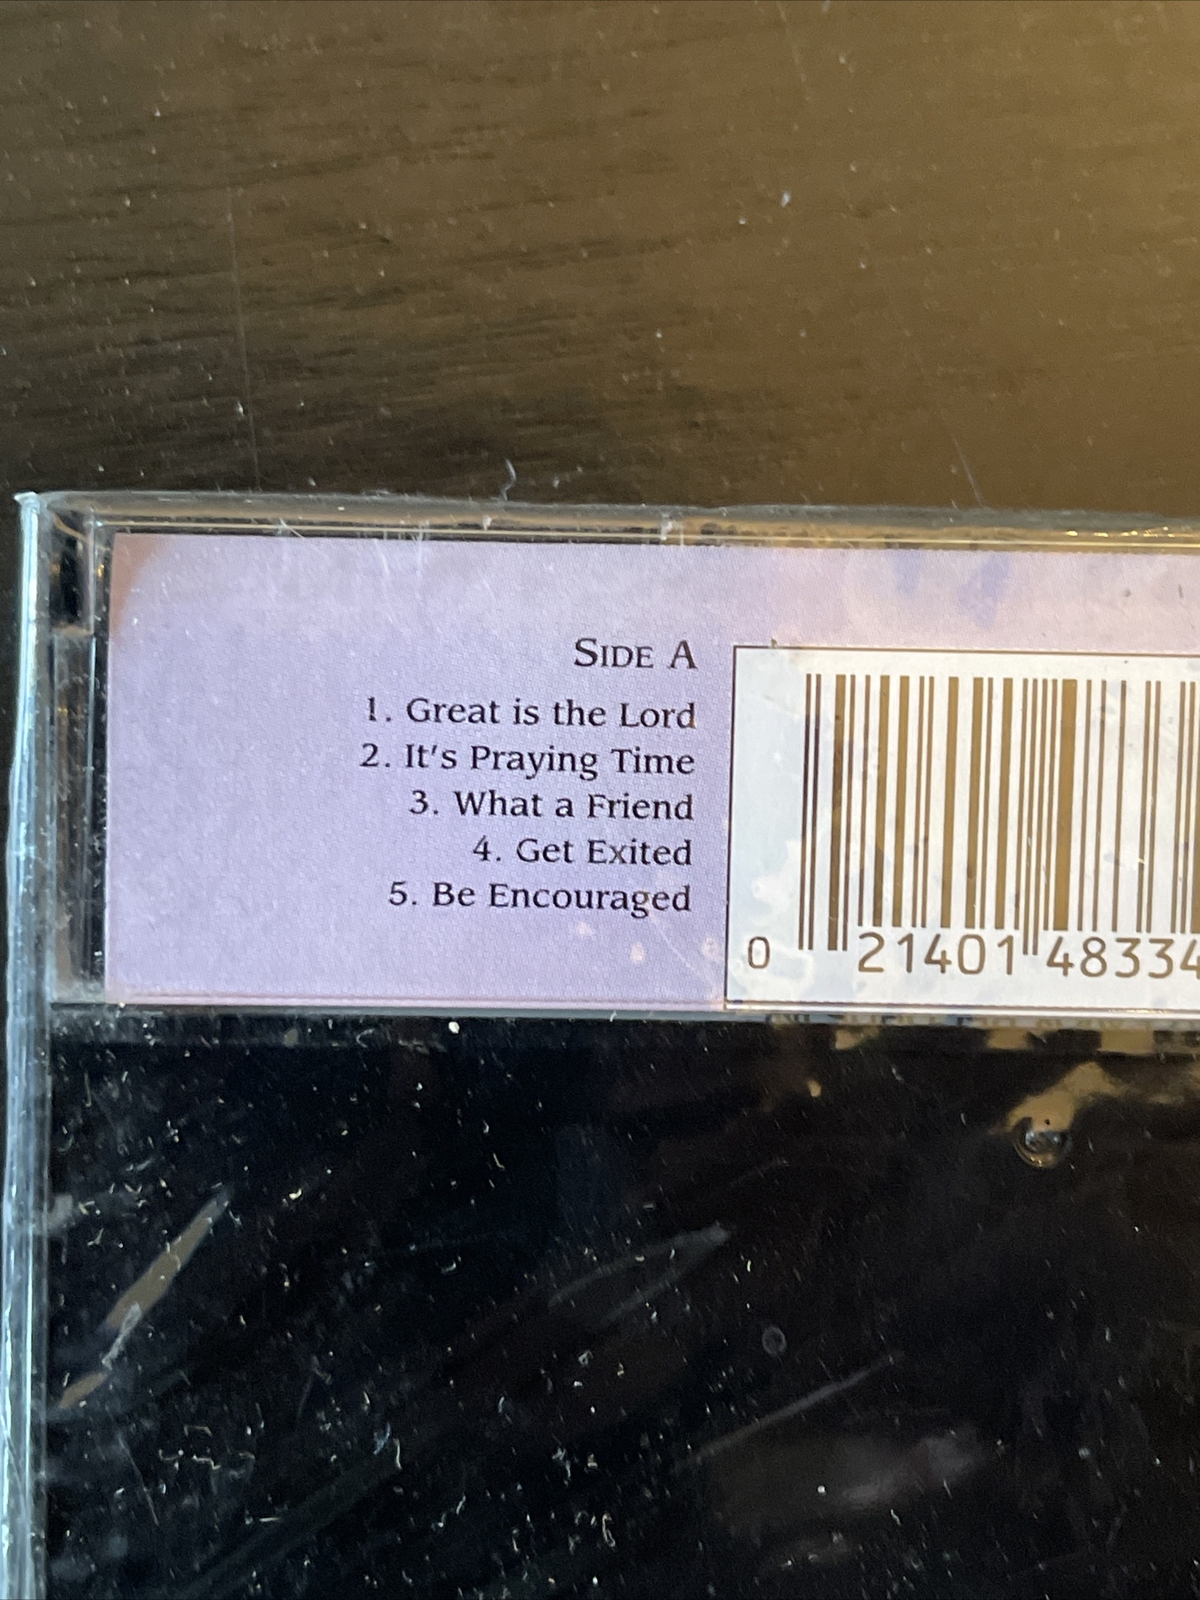 SIDE A
1. Great is the Lord
2. It's Praying Time
3. What a Friend
4. Get Exited
5. Be Encouraged
0 21401 48334